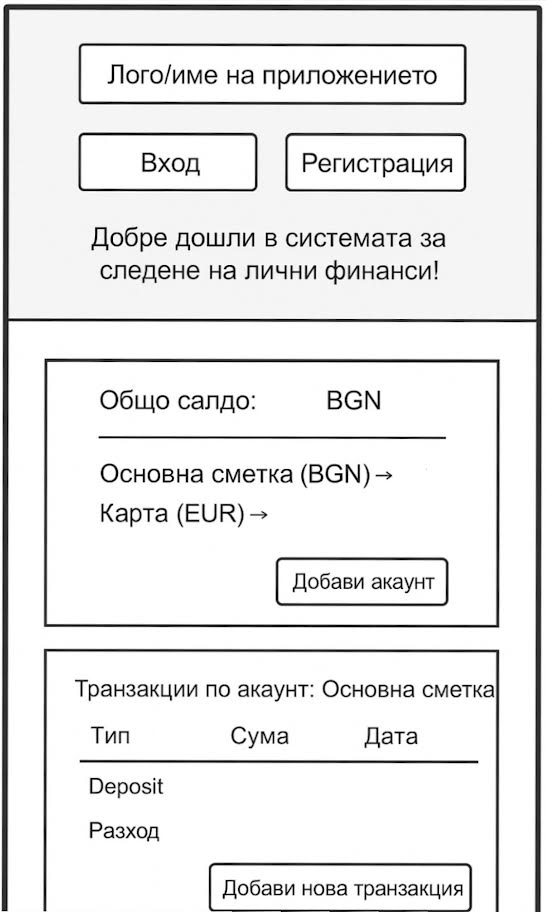 Лого/име на приложението
Вход Регистрация
Добре дошли в системата за
следене на лични финанси!
Общо салдо: BGN
Основна сметка (BGN) →
Карта (EUR) →
Добави акаунт
Транзакции по акаунт: Основна сметка
Тип Сума Дата
Deposit
Разход
Добави нова транзакция